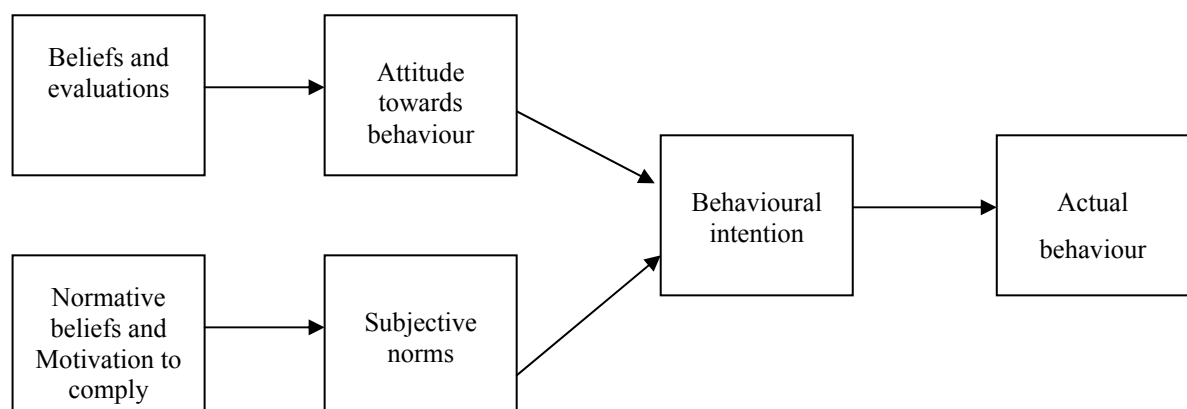 Beliefs and
evaluations
Attitude
towards
behaviour
Normative
beliefs and
Motivation to
comply
Subjective
norms
Behavioural
intention
Actual
behaviour